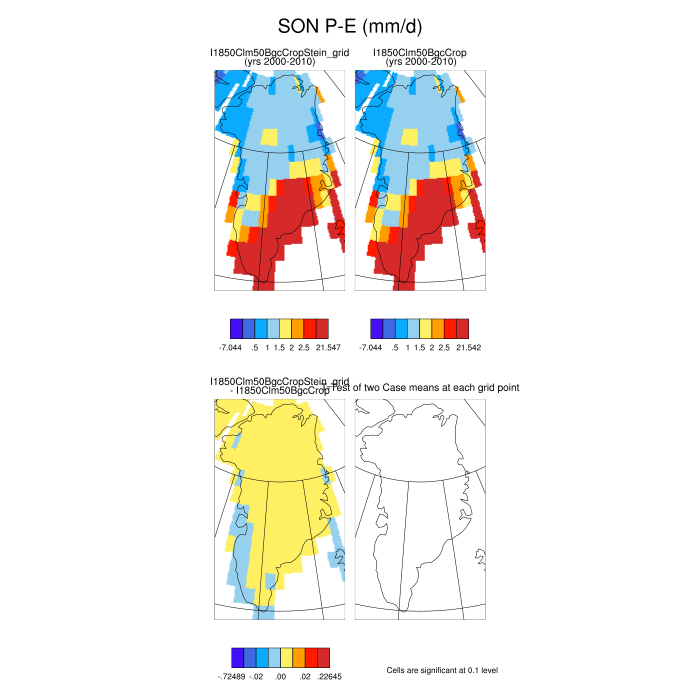 SON P-E (mm/d)
I1850Clm50BgcCropStein_grid
(yrs 2000-2010)
I1850Clm50BgcCrop
(yrs 2000-2010)
-7.044 .5 1 1.5 2 2.5 21.547
-7.044 .5 1 1.5 2 2.5 21.542
I1850Clm50BgcCropStein_grid
- I1850Clm50BgcCrop
T-Test of two Case means at each grid point
-.72489 -.02 .00 .02 .22645
Cells are significant at 0.1 level